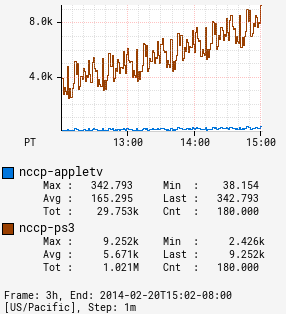 8.0k
4.0k
PT 13:00 14:00 15:00
nccp-appletv
Max : 342.793 Min : 38.154
Avg : 165.295 Last : 342.793
Tot : 29.753k Cnt : 180.000
nccp-ps3
Max : 9.252k Min : 2.426k
Avg : 5.671k Last : 9.252k
Tot : 1.021M Cnt : 180.000
Frame: 3h, End: 2014-02-20T15:02-08:00
[US/Pacific], Step: 1m